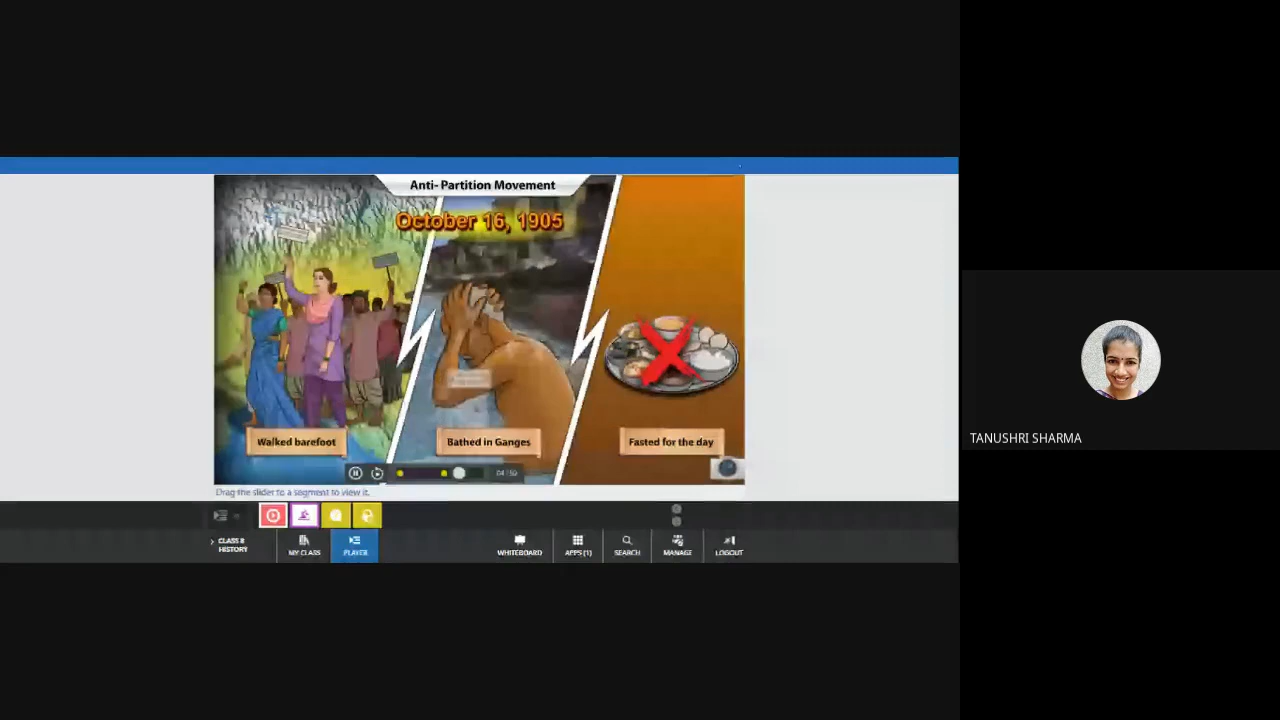 Anti- Partition Movement
October 16, 1905
Walked barefoot
Bathed in Ganges
Fasted for the day
Drag the slider to a segment to view it.
CLASS 8
HISTORY
MY CLASS
PLAYER
WHITEBOARD
APPS (1)
SEARCH
MANAGE
LOGOUT
TANUSHRI SHARMA